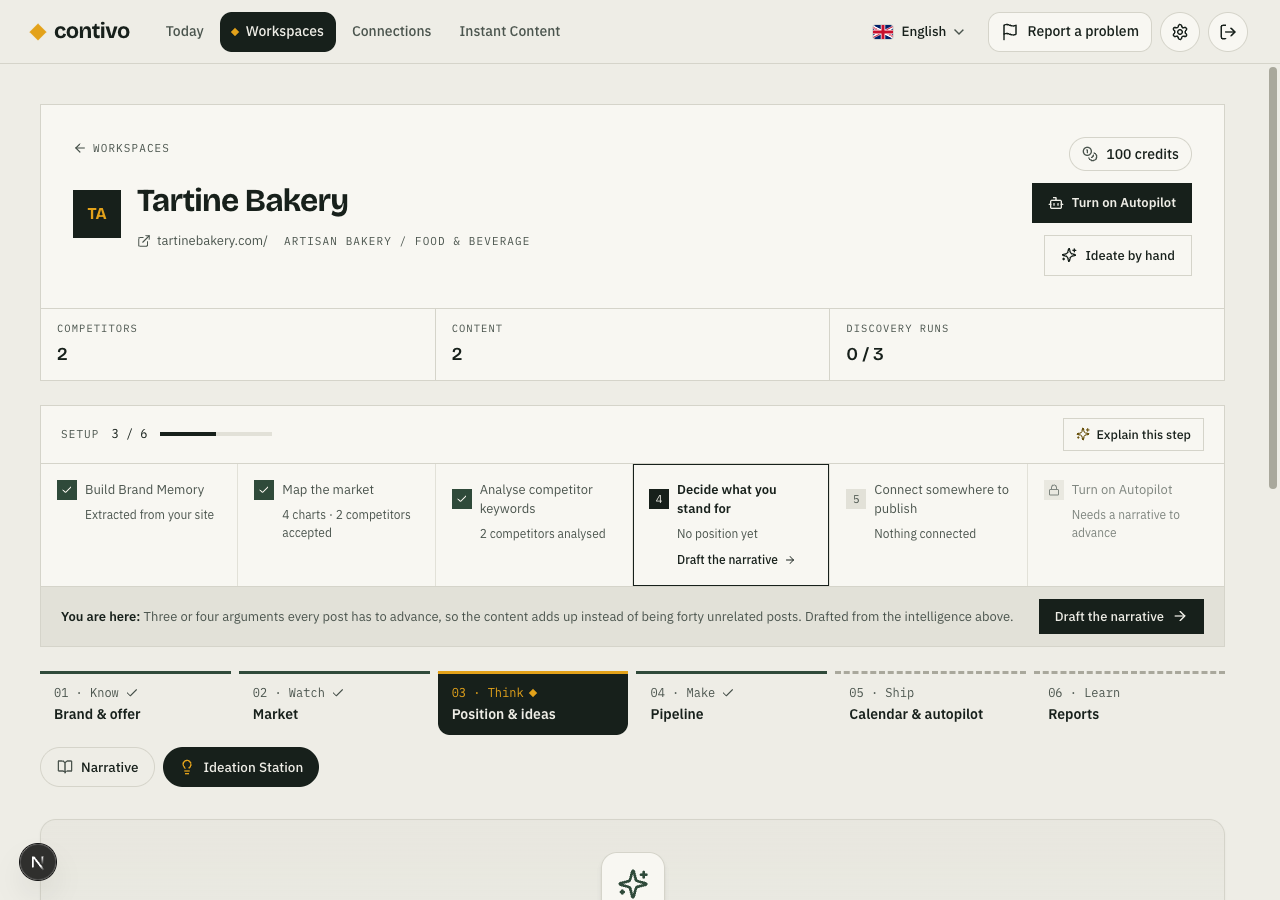 contivo
Today
Workspaces
Connections
Instant Content
English
Report a problem
WORKSPACES
100 credits
TA
Tartine Bakery
Turn on Autopilot
tartinebakery.com/
ARTISAN BAKERY / FOOD & BEVERAGE
Ideate by hand
COMPETITORS
2
CONTENT
2
DISCOVERY RUNS
0 / 3
SETUP 3 / 6
Explain this step
Build Brand Memory
Extracted from your site
Map the market
4 charts · 2 competitors
accepted
Analyse competitor
keywords
2 competitors analysed
4
Decide what you
stand for
No position yet
Draft the narrative
5
Connect somewhere to
publish
Nothing connected
Turn on Autopilot
Needs a narrative to
advance
You are here: Three or four arguments every post has to advance, so the content adds up instead of being forty unrelated posts. Drafted from the intelligence above.
Draft the narrative
01 · Know
Brand & offer
02 · Watch
Market
03 · Think
Position & ideas
04 · Make
Pipeline
05 · Ship
Calendar & autopilot
06 · Learn
Reports
Narrative
Ideation Station
N